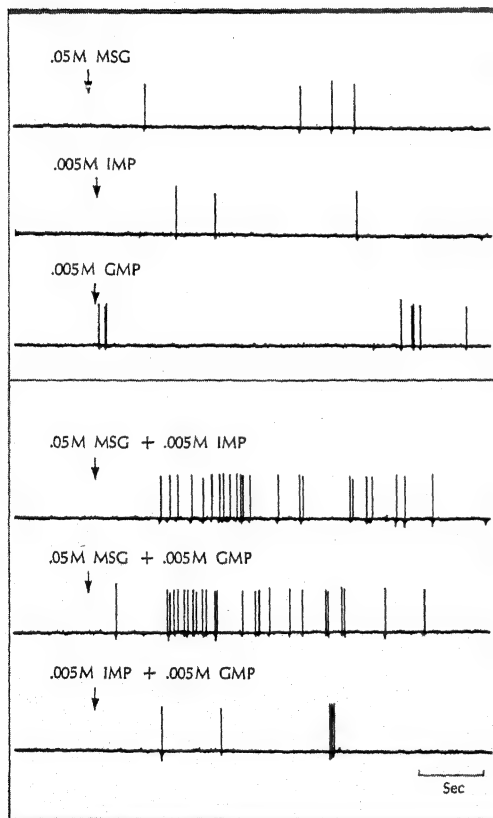 .05M MSG
.005M IMP
.005M GMP
.05M MSG + .005M IMP
.05M MSG + .005M GMP
.005M IMP + .005M GMP
Sec